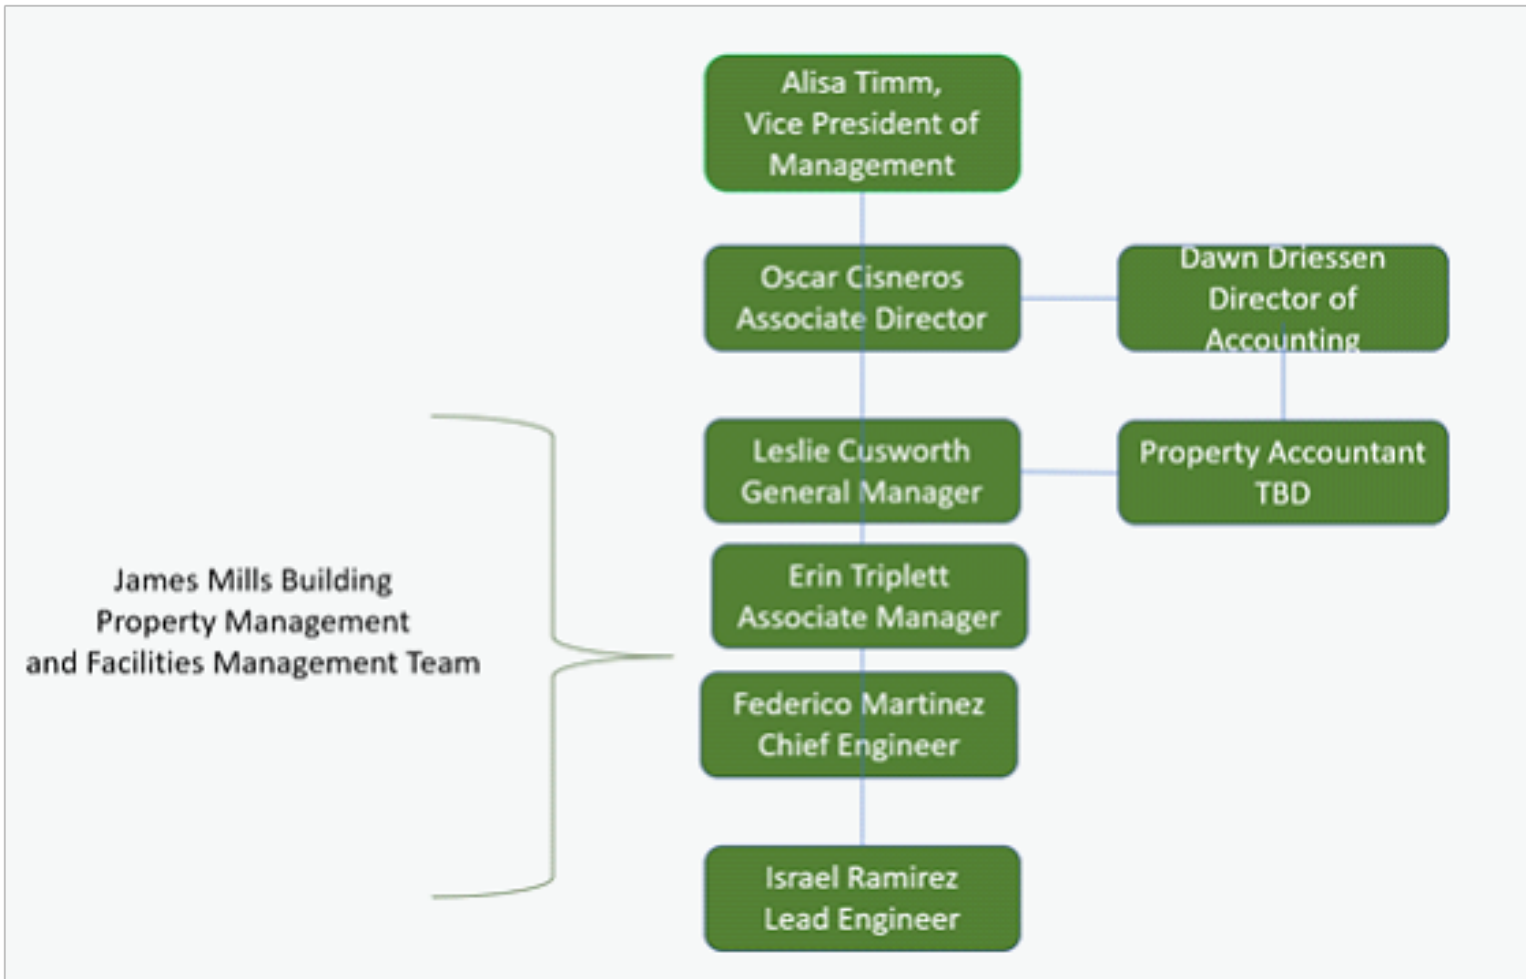 Alisa Timm,
Vice President of
Management
Oscar Cisneros
Associate Director
Dawn Driessen
Director of
Accounting
Leslie Cusworth
General Manager
Property Accountant
TBD
James Mills Building
Property Management
and Facilities Management Team
Erin Triplett
Associate Manager
Federico Martinez
Chief Engineer
Israel Ramirez
Lead Engineer